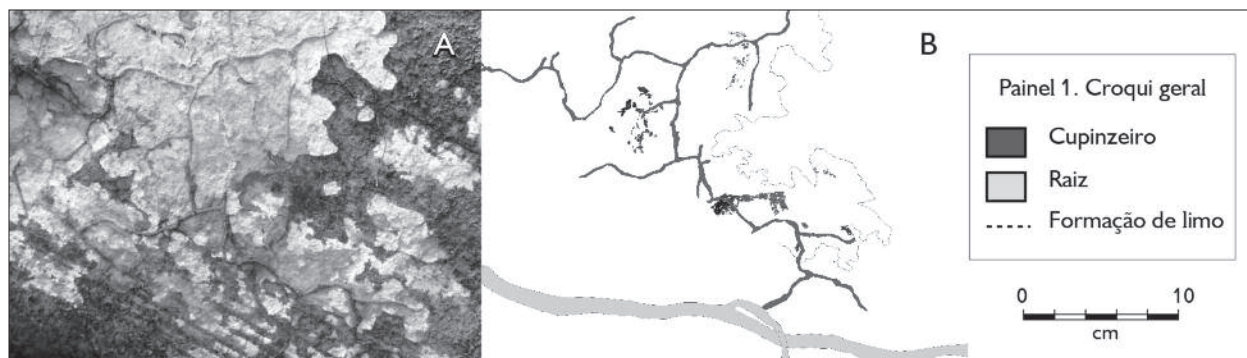 A
B
Painel 1. Croqui geral
Cupinzeiro
Raiz
Formação de limo
0 10
cm